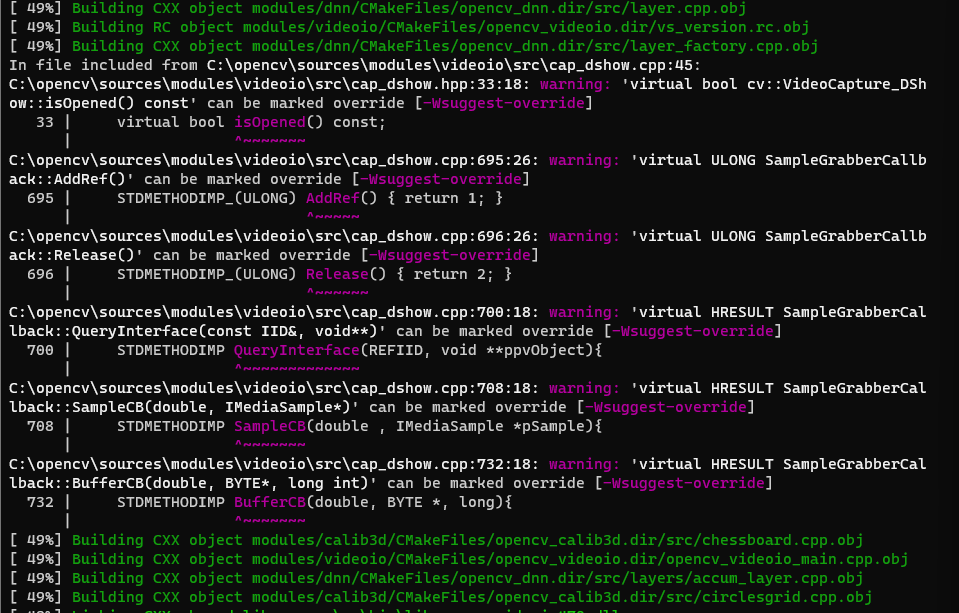 [ 49%] Building CXX object modules/dnn/CMakeFiles/opencv_dnn.dir/src/layer.cpp.obj
[ 49%] Building RC object modules/videoio/CMakeFiles/opencv_videoio.dir/vs_version.rc.obj
[ 49%] Building CXX object modules/dnn/CMakeFiles/opencv_dnn.dir/src/layer_factory.cpp.obj
In file included from C:\opencv\sources\modules\videoio\src\cap_dshow.cpp:45:
C:\opencv\sources\modules\videoio\src\cap_dshow.hpp:33:18: warning: 'virtual bool cv::VideoCapture_DSh
ow::isOpened() const' can be marked override [-Wsuggest-override]
   33 |     virtual bool isOpened() const;
      |                  ^~~~~~~~
C:\opencv\sources\modules\videoio\src\cap_dshow.cpp:695:26: warning: 'virtual ULONG SampleGrabberCallb
ack::AddRef()' can be marked override [-Wsuggest-override]
  695 |     STDMETHODIMP_(ULONG) AddRef() { return 1; }
      |                          ^~~~~~
C:\opencv\sources\modules\videoio\src\cap_dshow.cpp:696:26: warning: 'virtual ULONG SampleGrabberCallb
ack::Release()' can be marked override [-Wsuggest-override]
  696 |     STDMETHODIMP_(ULONG) Release() { return 2; }
      |                          ^~~~~~~
C:\opencv\sources\modules\videoio\src\cap_dshow.cpp:700:18: warning: 'virtual HRESULT SampleGrabberCal
lback::QueryInterface(const IID&, void**)' can be marked override [-Wsuggest-override]
  700 |     STDMETHODIMP QueryInterface(REFIID, void **ppvObject){
      |                  ^~~~~~~~~~~~~~
C:\opencv\sources\modules\videoio\src\cap_dshow.cpp:708:18: warning: 'virtual HRESULT SampleGrabberCal
lback::SampleCB(double, IMediaSample*)' can be marked override [-Wsuggest-override]
  708 |     STDMETHODIMP SampleCB(double , IMediaSample *pSample){
      |                  ^~~~~~~~
C:\opencv\sources\modules\videoio\src\cap_dshow.cpp:732:18: warning: 'virtual HRESULT SampleGrabberCal
lback::BufferCB(double, BYTE*, long int)' can be marked override [-Wsuggest-override]
  732 |     STDMETHODIMP BufferCB(double, BYTE *, long){
      |                  ^~~~~~~~
[ 49%] Building CXX object modules/calib3d/CMakeFiles/opencv_calib3d.dir/src/chessboard.cpp.obj
[ 49%] Building CXX object modules/videoio/CMakeFiles/opencv_videoio.dir/opencv_videoio_main.cpp.obj
[ 49%] Building CXX object modules/dnn/CMakeFiles/opencv_dnn.dir/src/layers/accum_layer.cpp.obj
[ 49%] Building CXX object modules/calib3d/CMakeFiles/opencv_calib3d.dir/src/circlesgrid.cpp.obj